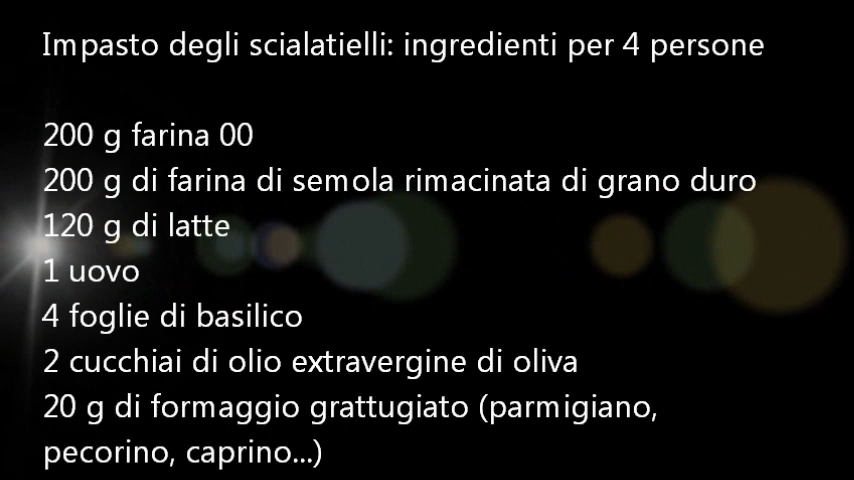 Impasto degli scialatielli: ingredienti per 4 persone
200 g farina 00
200 g di farina di semola rimacinata di grano duro
120 g di latte
1 uovo
4 foglie di basilico
2 cucchiai di olio extravergine di oliva
20 g di formaggio grattugiato (parmigiano,
pecorino, caprino...)